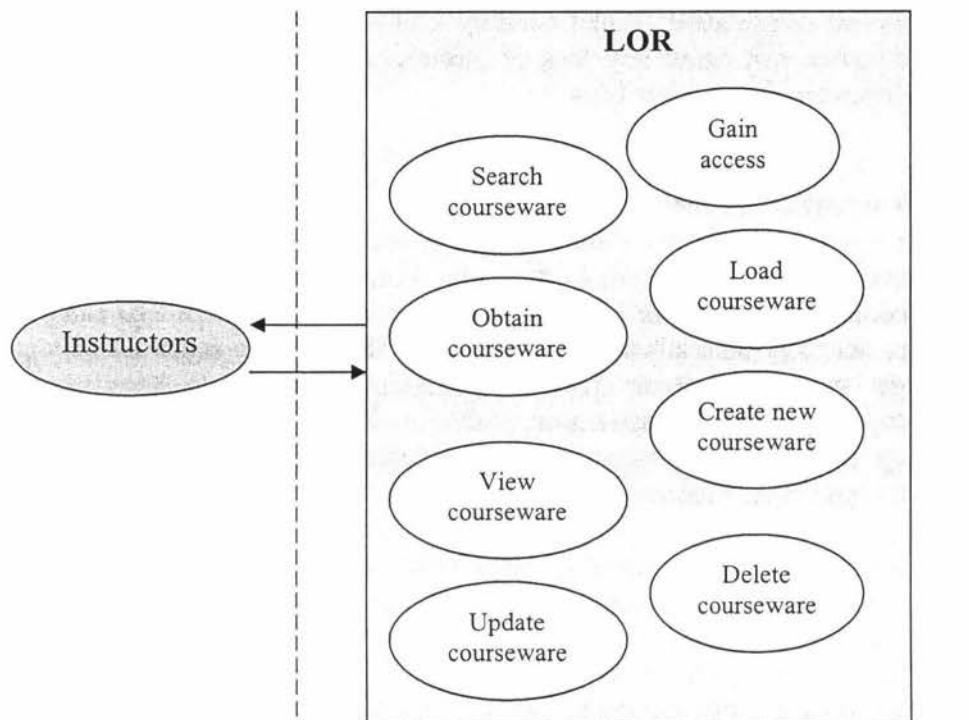 LOR
Gain
access
Search
courseware
Load
courseware
Obtain
courseware
Instructors
Create new
courseware
View
courseware
Delete
courseware
Update
courseware